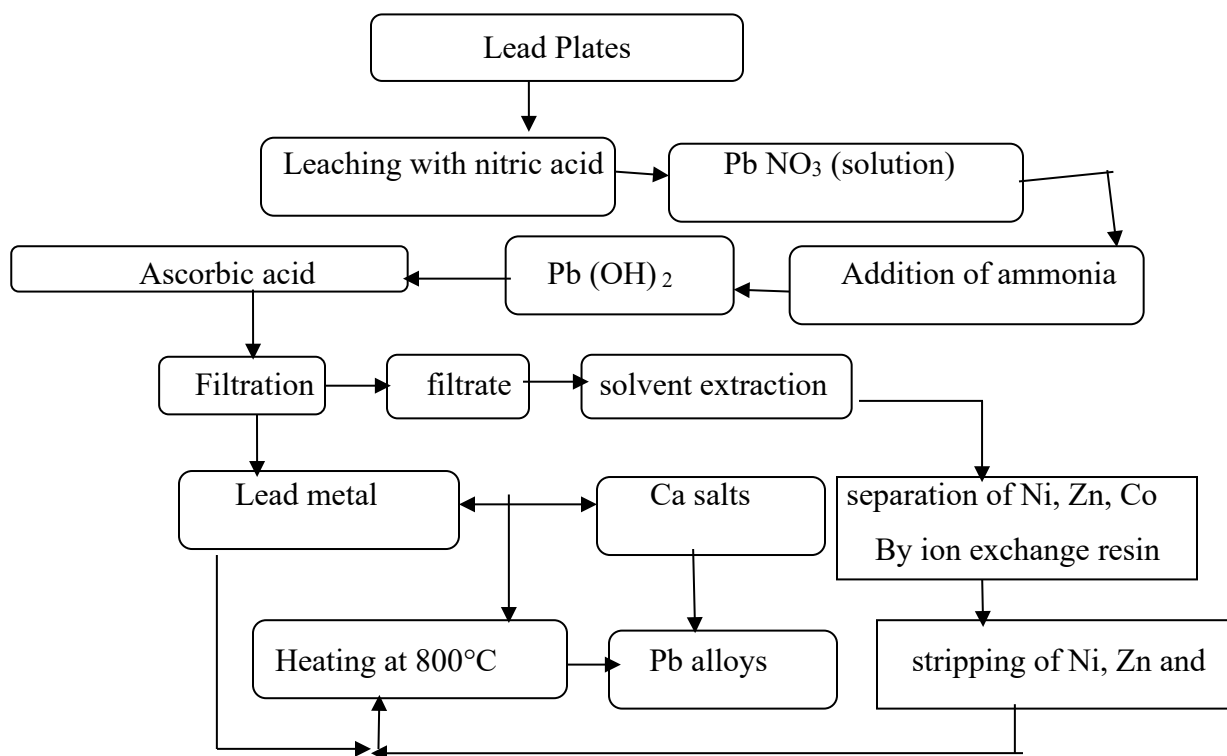 Lead Plates
Leaching with nitric acid
Pb NO₃ (solution)
Addition of ammonia
Pb (OH) ₂
Ascorbic acid
Filtration
filtrate
solvent extraction
separation of Ni, Zn, Co
By ion exchange resin
Lead metal
Ca salts
Heating at 800°C
Pb alloys
stripping of Ni, Zn and